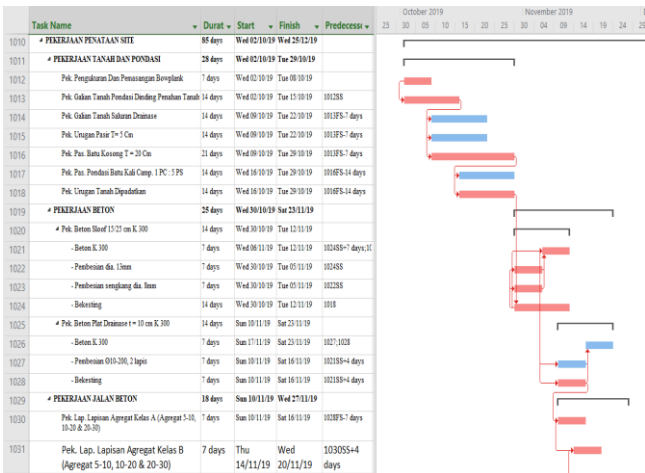 October 2019 November 2019
Task Name Durat Start Finish Predecess
25 30 05 10 15 20 25 30 04 09 14 19 24 29
1010 PEKERJAAN PENATAAN SITE 85 days Wed 02/10/19 Wed 25/12/19
1011 PEKERJAAN TANAH DAN PONDASI 28 days Wed 02/10/19 Tue 29/10/19
1012 Pek. Pengukuran Dan Pemasangan Bowplank 7 days Wed 02/10/19 Tue 08/10/19
1013 Pek. Galian Tanah Pondasi Dinding Penahan Tanah 14 days Wed 02/10/19 Tue 15/10/19 1012SS
1014 Pek. Galian Tanah Saluran Drainase 14 days Wed 09/10/19 Tue 22/10/19 1013FS-7 days
1015 Pek. Urugan Pasir T= 5 Cm 14 days Wed 09/10/19 Tue 22/10/19 1013FS-7 days
1016 Pek. Pas. Batu Kosong T = 20 Cm 21 days Wed 09/10/19 Tue 29/10/19 1013FS-7 days
1017 Pek. Pas. Pondasi Batu Kali Camp. 1 PC : 5 PS 14 days Wed 16/10/19 Tue 29/10/19 1016FS-14 days
1018 Pek. Urugan Tanah Dipadatkan 14 days Wed 16/10/19 Tue 29/10/19 1016FS-14 days
1019 PEKERJAAN BETON 25 days Wed 30/10/19 Sat 23/11/19
1020 Pek. Beton Sloof 15/25 cm K 300 14 days Wed 30/10/19 Tue 12/11/19
1021 - Beton K 300 7 days Wed 06/11/19 Tue 12/11/19 1024SS+7 days;10
1022 - Pembesian dia. 13mm 7 days Wed 30/10/19 Tue 05/11/19 1024SS
1023 - Pembesian sengkang dia. 8mm 7 days Wed 30/10/19 Tue 05/11/19 1022SS
1024 - Bekesting 14 days Wed 30/10/19 Tue 12/11/19 1018
1025 Pek. Beton Plat Drainase t = 10 cm K 300 14 days Sun 10/11/19 Sat 23/11/19
1026 - Beton K 300 7 days Sun 17/11/19 Sat 23/11/19 1027;1028
1027 - Pembesian Ø10-200, 2 lapis 7 days Sun 10/11/19 Sat 16/11/19 1021SS+4 days
1028 - Bekesting 7 days Sun 10/11/19 Sat 16/11/19 1021SS+4 days
1029 PEKERJAAN JALAN BETON 18 days Sun 10/11/19 Wed 27/11/19
1030 Pek. Lap. Lapisan Agregat Kelas A (Agregat 5-10, 7 days Sun 10/11/19 Sat 16/11/19 1028FS-7 days
10-20 & 20-30)
1031 Pek. Lap. Lapisan Agregat Kelas B 7 days Thu Wed 1030SS+4
(Agregat 5-10, 10-20 & 20-30) 14/11/19 20/11/19 days